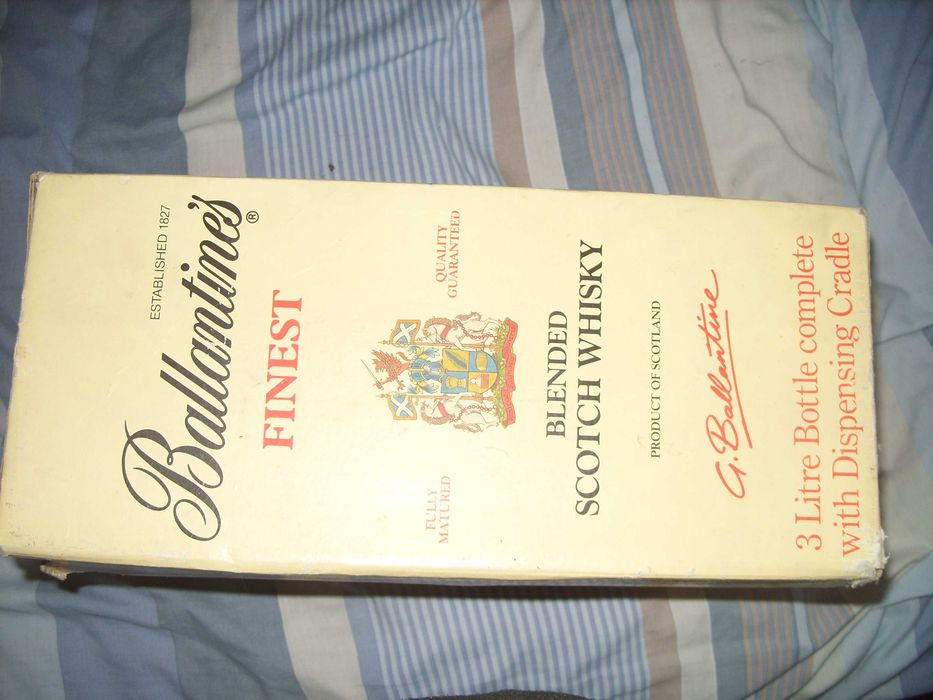 ESTABLISHED 1827
Ballantine's ®
FINEST
FULLY
MATURED
QUALITY
GUARANTEED
BLENDED
SCOTCH WHISKY
PRODUCT OF SCOTLAND
G. Ballantine
3 Litre Bottle complete
with Dispensing Cradle